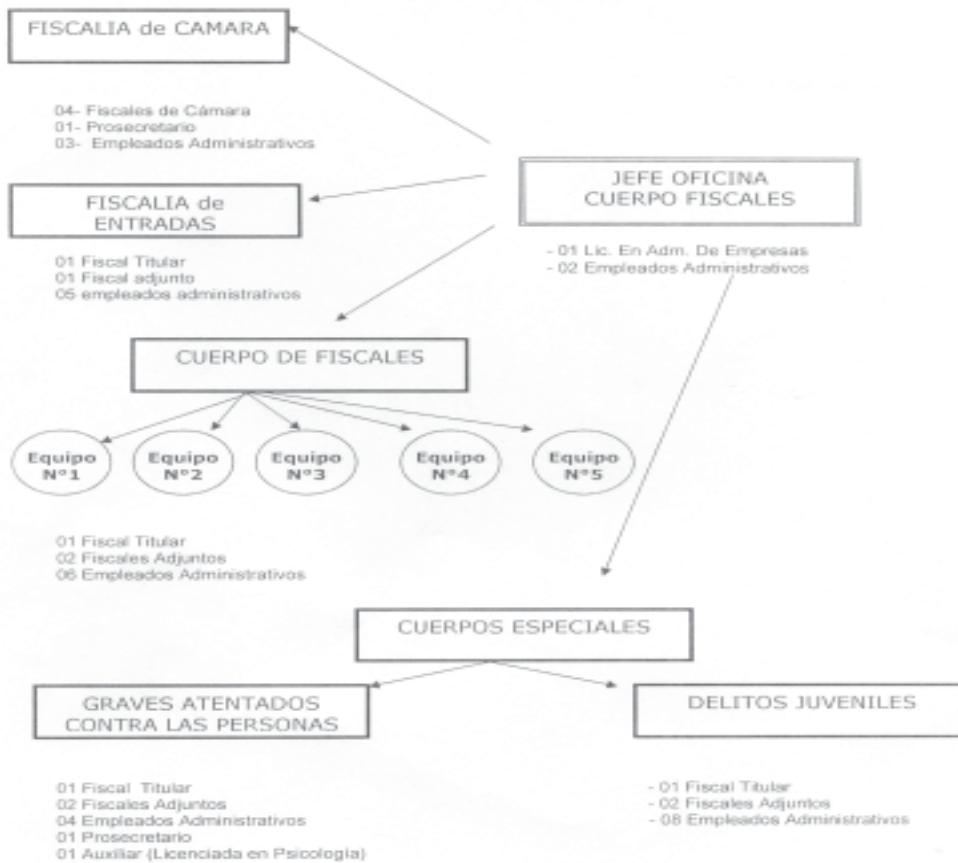 FISCALIA de CAMARA
04- Fiscales de Cámara
01- Prosecretario
03- Empleados Administrativos
JEFE OFICINA
CUERPO FISCALES
- 01 Lic. En Adm. De Empresas
- 02 Empleados Administrativos
FISCALIA de
ENTRADAS
01 Fiscal Titular
01 Fiscal adjunto
05 empleados administrativos
CUERPO DE FISCALES
Equipo
Nº1
Equipo
Nº2
Equipo
Nº3
Equipo
Nº4
Equipo
Nº5
01 Fiscal Titular
02 Fiscales Adjuntos
06 Empleados Administrativos
CUERPOS ESPECIALES
GRAVES ATENTADOS
CONTRA LAS PERSONAS
01 Fiscal Titular
02 Fiscales Adjuntos
04 Empleados Administrativos
01 Prosecretario
01 Auxiliar (Licenciada en Psicología)
DELITOS JUVENILES
- 01 Fiscal Titular
- 02 Fiscales Adjuntos
- 08 Empleados Administrativos